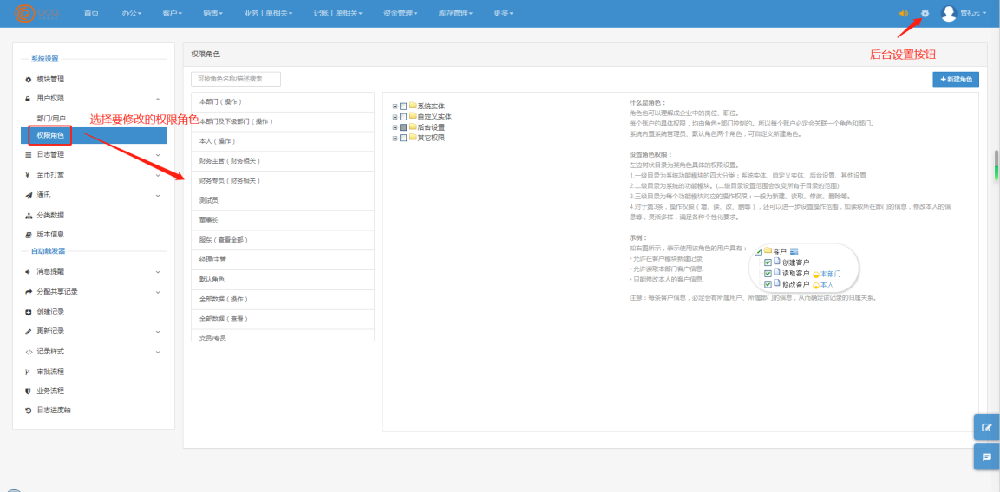 首页 办公 客户 销售 业务工单相关 记账工单相关 资金管理 库存管理 更多
后台设置按钮
系统设置
模块管理
用户权限
部门/用户
选择要修改的权限角色
权限角色
日志管理
金币打赏
通讯
分类数据
版本信息
自动触发器
消息提醒
分配共享记录
创建记录
更新记录
记录样式
审批流程
业务流程
日志进度轴
权限角色
可按角色名称/描述搜索
+新建角色
本部门 ( 操作 )
本部门及下级部门 ( 操作 )
本人 ( 操作 )
财务主管 ( 财务相关 )
财务专员 ( 财务相关 )
测试员
董事长
股东 ( 查看全部 )
经理/主管
默认角色
全部数据 ( 操作 )
全部数据 ( 查看 )
文员/专员
系统实体
自定义实体
后台设置
其它权限
什么是角色：
角色也可以理解成企业中的岗位、职位。
每个账户的具体权限，均由角色+部门控制的。所以每个账户必定会关联一个角色和部门。
系统内置系统管理员、默认角色两个角色，可自定义新建角色。
设置角色权限：
左边树状目录为某角色具体的权限设置。
1.一级目录为系统功能模块的四大分类：系统实体、自定义实体、后台设置、其他设置
2.二级目录为系统的功能模块。(二级目录设置范围会改变所有子目录的范围)
3.三级目录为每个功能模块对应的操作权限：一般为新建、读取、修改、删除等。
4.对于第3条，操作权限（增、读、改、删等），还可以进一步设置操作范围，如读取所在部门的信息，修改本人的信
息等，灵活多样，满足各种个性化要求。
示例：
如右图所示，表示使用该角色的用户具有：
• 允许在客户模块新建记录
• 允许读取本部门客户信息
• 只能修改本人的客户信息
客户
创建客户
读取客户 本部门
修改客户 本人
注意：每条客户信息，必定会有所属用户、所属部门的信息，从而确定该记录的归属关系。